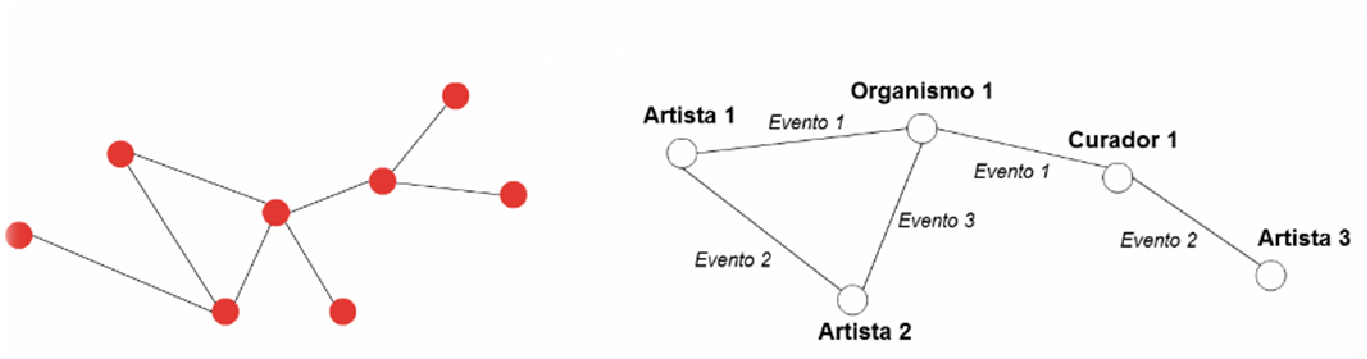 Organismo 1
Artista 1
Evento 1
Curador 1
Evento 1
Evento 3
Artista 3
Evento 2
Evento 2
Artista 2